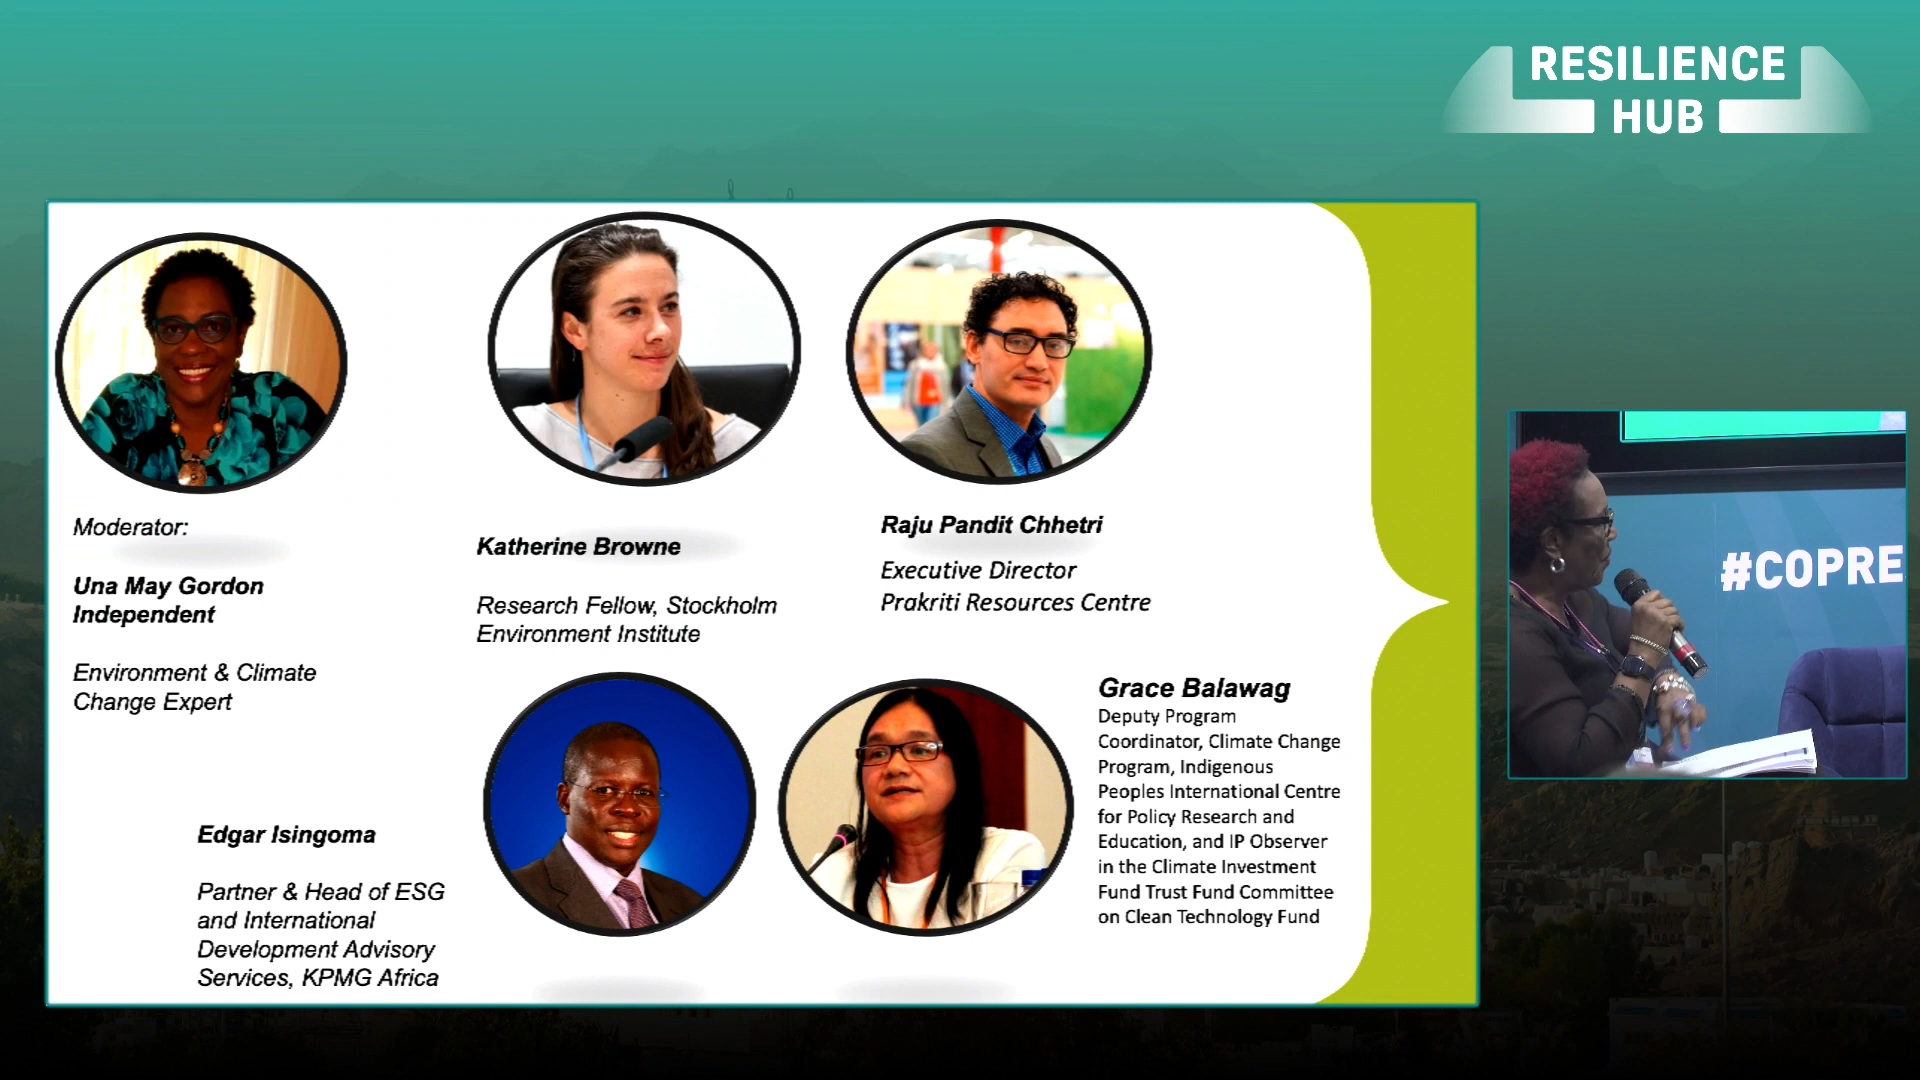 RESILIENCE
HUB
Moderator:
Una May Gordon
Independent
Environment & Climate
Change Expert
Katherine Browne
Research Fellow, Stockholm
Environment Institute
Raju Pandit Chhetri
Executive Director
Prakriti Resources Centre
Edgar Isingoma
Partner & Head of ESG
and International
Development Advisory
Services, KPMG Africa
Grace Balawag
Deputy Program
Coordinator, Climate Change
Program, Indigenous
Peoples International Centre
for Policy Research and
Education, and IP Observer
in the Climate Investment
Fund Trust Fund Committee
on Clean Technology Fund
#COPRE